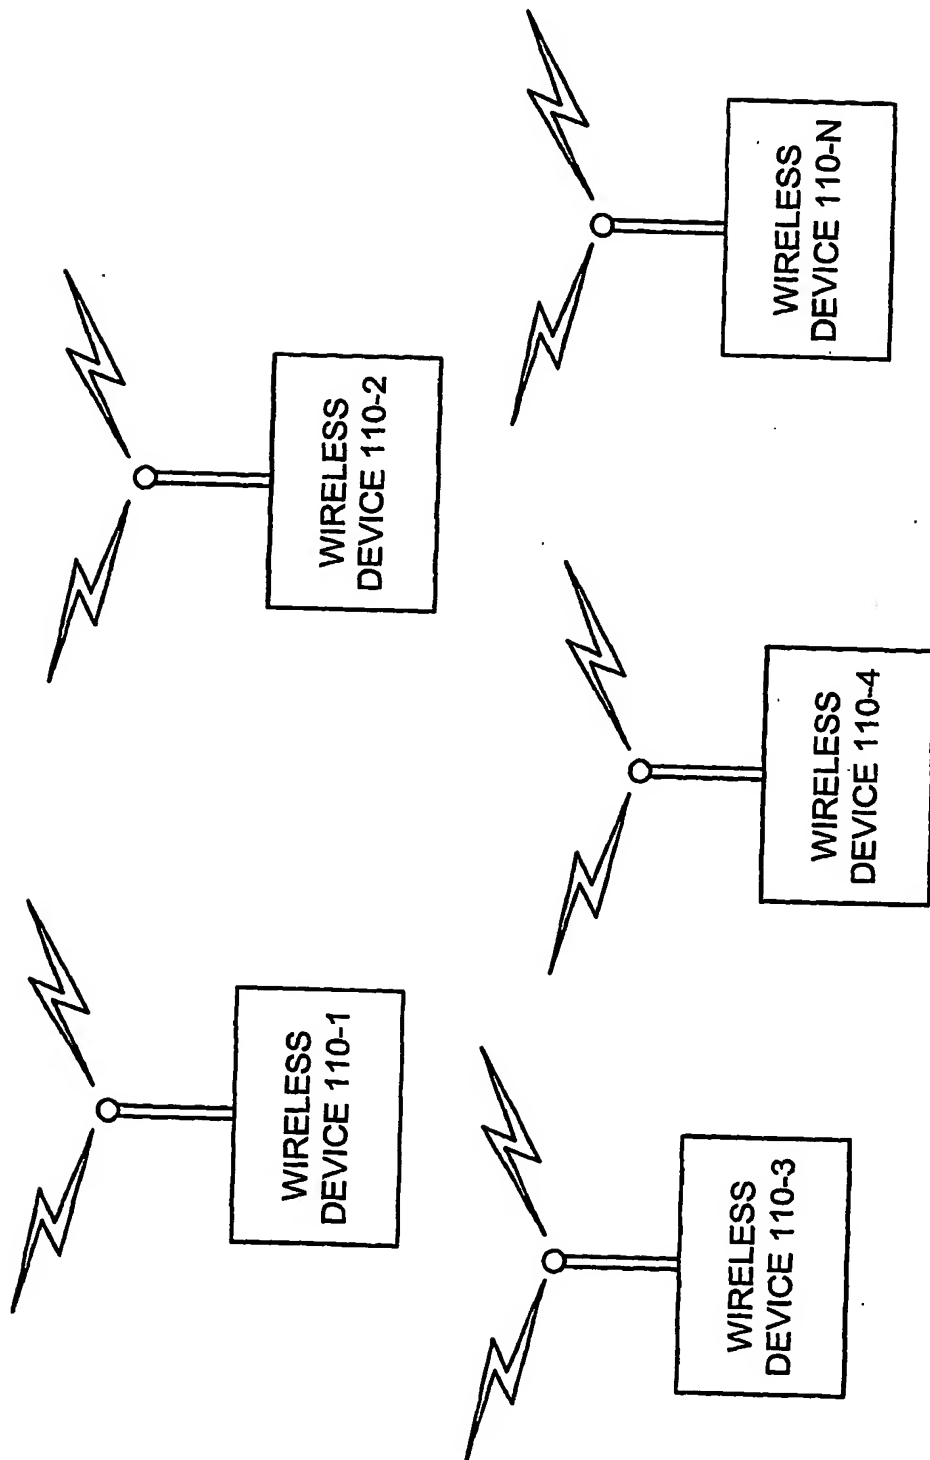 WIRELESS
DEVICE 110-1
WIRELESS
DEVICE 110-2
WIRELESS
DEVICE 110-3
WIRELESS
DEVICE 110-4
WIRELESS
DEVICE 110-N